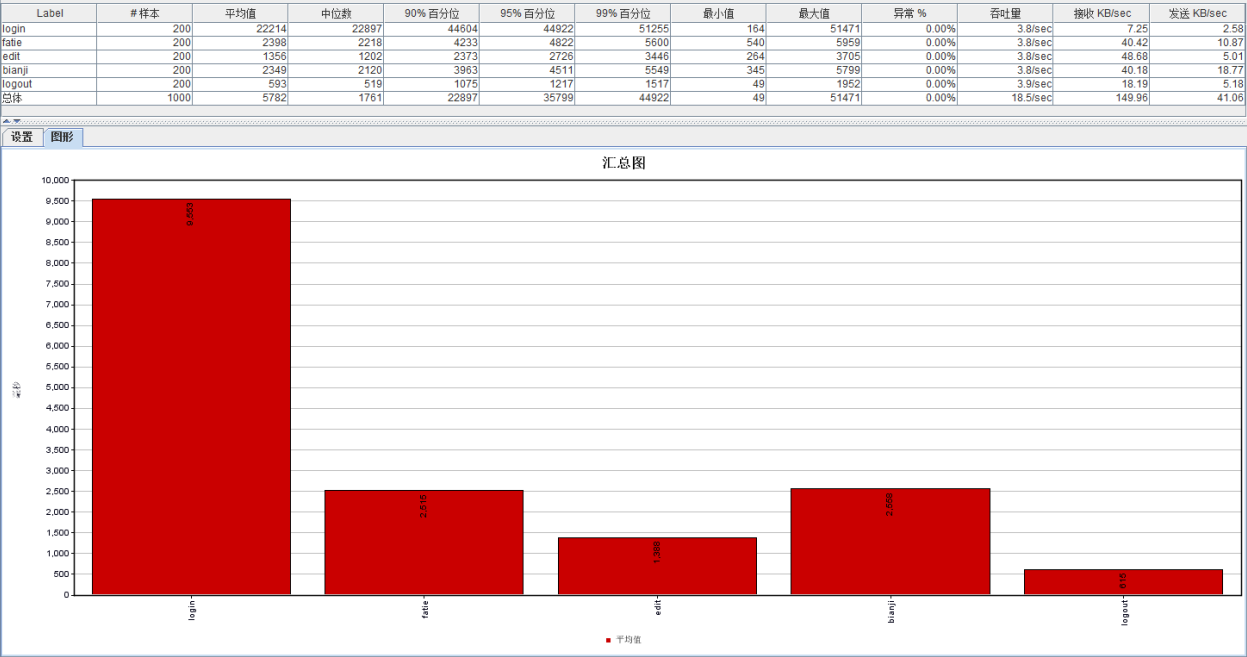 Label # 样本 平均值 中位数 90% 百分位 95% 百分位 99% 百分位 最小值 最大值 异常 % 吞吐量 接收 KB/sec 发送 KB/sec
login 200 22214 22897 44604 44922 51255 164 51471 0.00% 3.8/sec 7.25 2.58
fatie 200 2398 2218 4233 4822 5600 540 5959 0.00% 3.8/sec 40.42 10.87
edit 200 1356 1202 2373 2726 3446 264 3705 0.00% 3.8/sec 48.68 5.01
bianji 200 2349 2120 3963 4511 5549 345 5799 0.00% 3.8/sec 40.18 18.77
logout 200 593 519 1075 1217 1517 49 1952 0.00% 3.9/sec 18.19 5.18
总体 1000 5782 1761 22897 35799 44922 49 51471 0.00% 18.5/sec 149.96 41.06
设置 图形
汇总图
10,000
9,500
9,000
8,500
8,000
7,500
7,000
6,500
6,000
5,500
5,000
4,500
4,000
3,500
3,000
2,500
2,000
1,500
1,000
500
0
毫秒
9,553
2,515
1,388
2,558
615
login
fatie
edit
bianji
logout
平均值